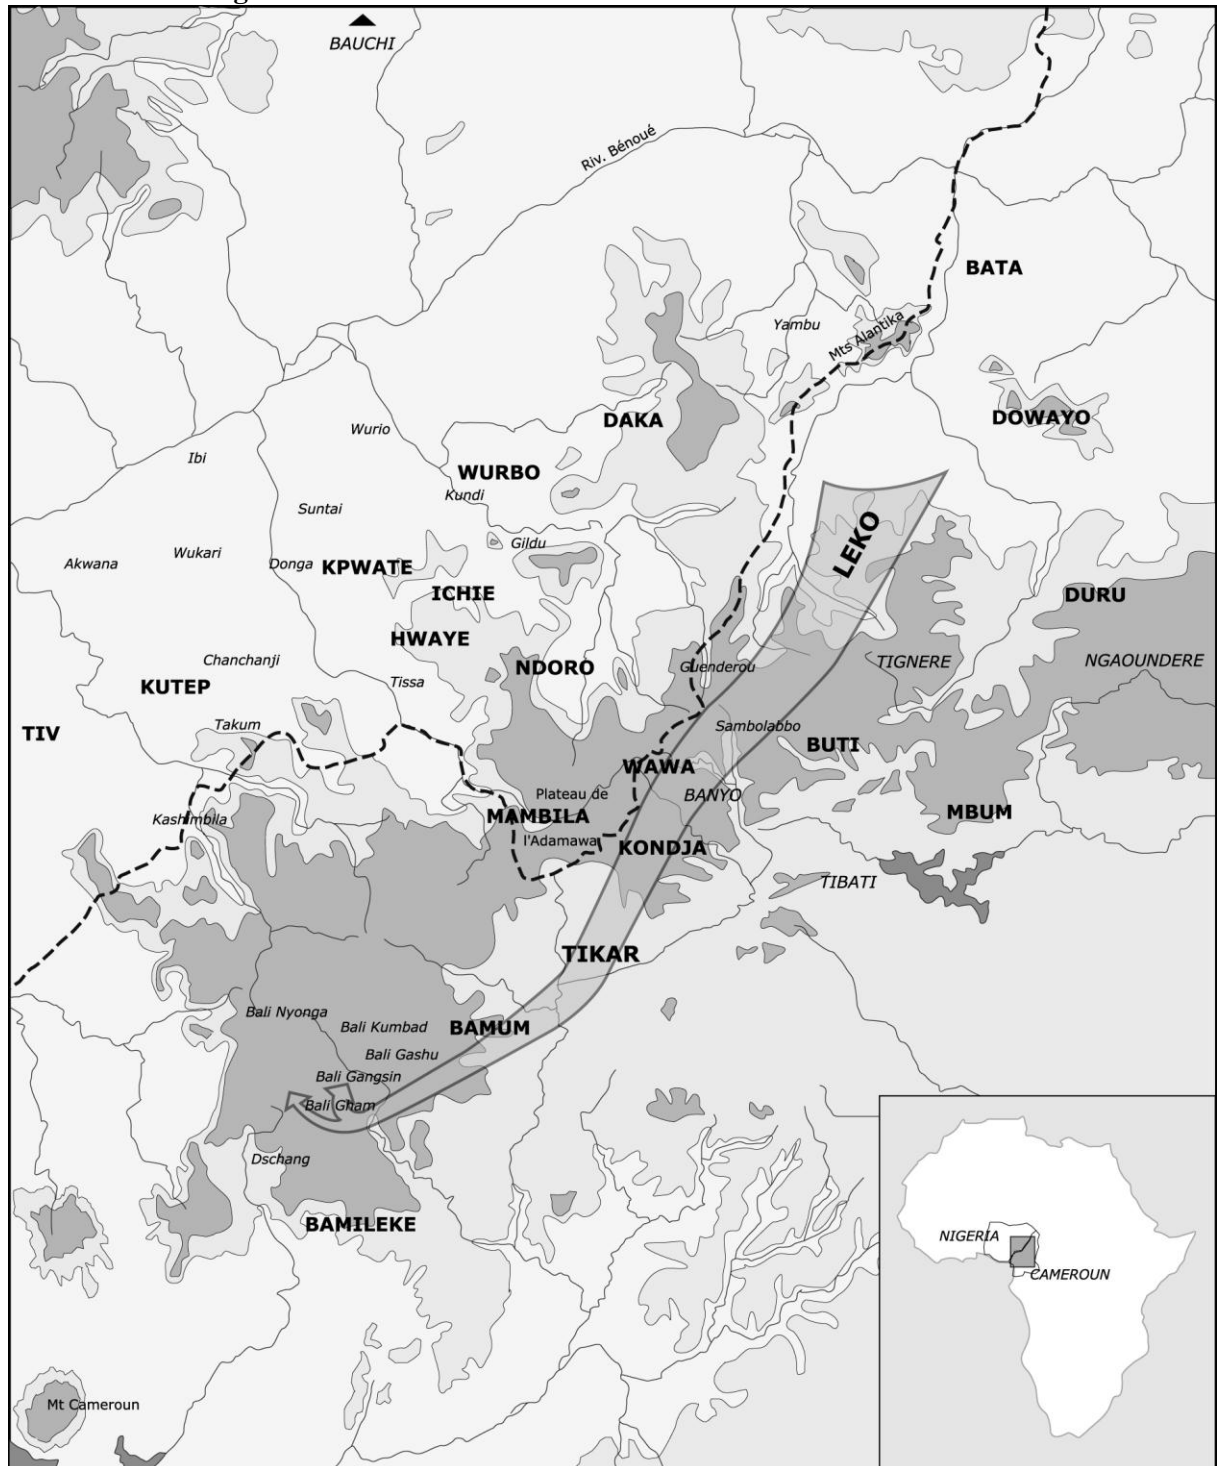 BAUCHI
Riv. Bénoué
BATA
Yambu
Mts Alantika
DAKA
DOWAYO
Wurio
Ibi
WURBO
Kundi
Suntai
LEKO
Gildu
Akwana
Wukari
Donga
KPWATE
ICHIE
DURU
HWAYE
Chanchanji
NDORO
Guenderou
TIGNERE
NGAOUNDERE
KUTEP
Tissa
TIV
Takum
Sambolabbo
BUTI
WAWA
Plateau de
BANYO
Kashimbila
MAMBILA
MBUM
l'Adamawa
KONDJA
TIBATI
TIKAR
Bali Nyonga
Bali Kumbad
BAMUM
Bali Gashu
Bali Gangsin
Bali Gham
Dschang
BAMILEKE
NIGERIA
CAMEROUN
Mt Cameroun